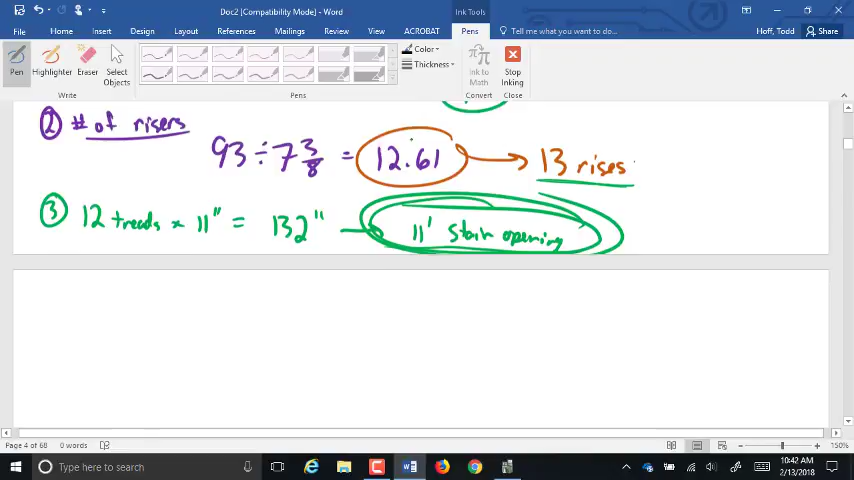 Doc2 [Compatibility Mode] - Word
Ink Tools
Hoff, Todd
File Home Insert Design Layout References Mailings Review View ACROBAT Pens Tell me what you want to do... Share
Pen Highlighter Eraser Select Objects
Color
Thickness
Ink to Math
Stop Inking
Write Pens Convert Close
② # of risers
93 ÷ 7 3/8 = 12.61 → 13 rises
③ 12 treads x 11" = 132" 11' Stair opening
Page 4 of 68 0 words 150%
Type here to search
10:42 AM
2/13/2018